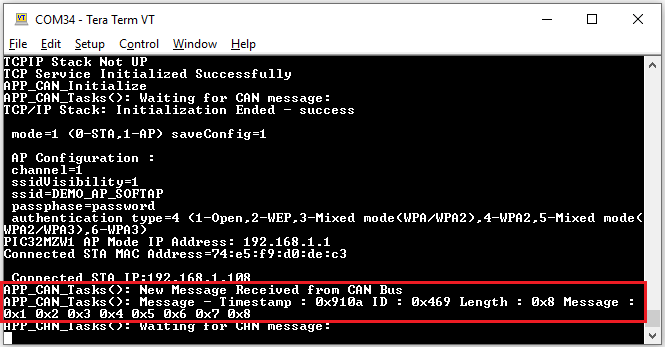 COM34 - Tera Term VT
File Edit Setup Control Window Help
TCPIP Stack Not UP
TCP Service Initialized Successfully
APP_CAN_Initialize
APP_CAN_Tasks(): Waiting for CAN message:
TCP/IP Stack: Initialization Ended - success
mode=1 (0-STA,1-AP) saveConfig=1
AP Configuration :
channel=1
ssidVisibility=1
ssid=DEMO_AP_SOFTAP
passphase=password
authentication type=4 (1-Open,2-WEP,3-Mixed mode(WPA/WPA2),4-WPA2,5-Mixed mode(
WPA2/WPA3),6-WPA3)
PIC32MZW1 AP Mode IP Address: 192.168.1.1
Connected STA MAC Address=74:e5:f9:d0:de:c3
Connected STA IP:192.168.1.108
APP_CAN_Tasks(): New Message Received from CAN Bus
APP_CAN_Tasks(): Message - Timestamp : 0x910a ID : 0x469 Length : 0x8 Message :
0x1 0x2 0x3 0x4 0x5 0x6 0x7 0x8
APP_CAN_Tasks(): Waiting for CAN message: